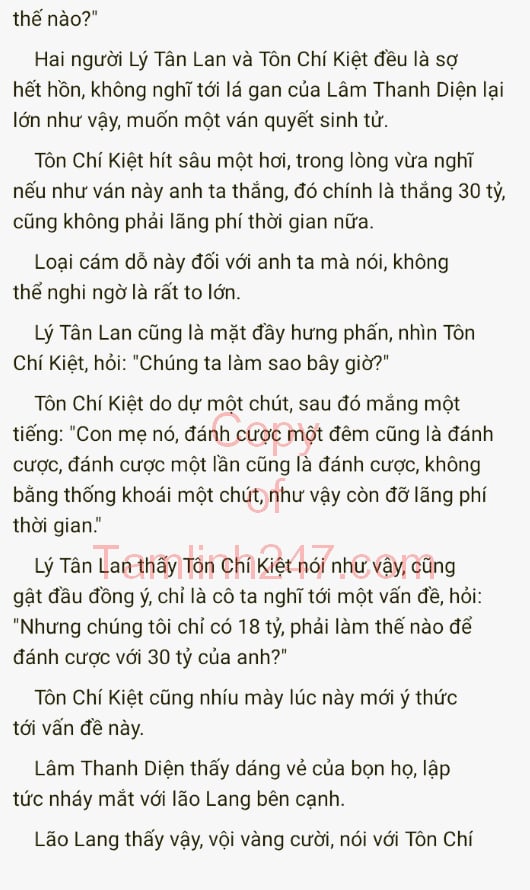 thế nào?"
Hai người Lý Tân Lan và Tôn Chí Kiệt đều là sợ
hết hồn, không nghĩ tới lá gan của Lâm Thanh Diện lại
lớn như vậy, muốn một ván quyết sinh tử.
Tôn Chí Kiệt hít sâu một hơi, trong lòng vừa nghĩ
nếu như ván này anh ta thắng, đó chính là thắng 30 tỷ,
cũng không phải lãng phí thời gian nữa.
Loại cám dỗ này đối với anh ta mà nói, không
thể nghi ngờ là rất to lớn.
Lý Tân Lan cũng là mặt đầy hưng phấn, nhìn Tôn
Chí Kiệt, hỏi: "Chúng ta làm sao bây giờ?"
Tôn Chí Kiệt do dự một chút, sau đó mắng một
tiếng: "Con mẹ nó, đánh cược một đêm cũng là đánh
cược, đánh cược một lần cũng là đánh cược, không
bằng thống khoái một chút, như vậy còn đỡ lãng phí
thời gian."
Lý Tân Lan thấy Tôn Chí Kiệt nói như vậy, cũng
gật đầu đồng ý, chỉ là cô ta nghĩ tới một vấn đề, hỏi:
"Nhưng chúng tôi chỉ có 18 tỷ, phải làm thế nào để
đánh cược với 30 tỷ của anh?"
Tôn Chí Kiệt cũng nhíu mày lúc này mới ý thức
tới vấn đề này.
Lâm Thanh Diện thấy dáng vẻ của bọn họ, lập
tức nháy mắt với lão Lang bên cạnh.
Lão Lang thấy vậy, vội vàng cười, nói với Tôn Chí
Copy
of
Tamlinh247.com